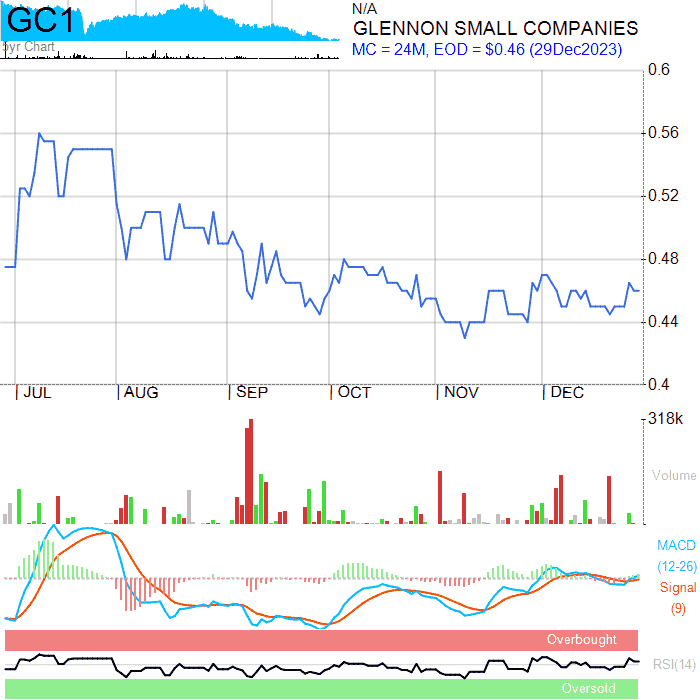 GC1
5yr Chart
N/A
GLENNON SMALL COMPANIES
MC = 24M, EOD = $0.46 (29Dec2023)
0.6
0.56
0.52
0.48
0.44
0.4
JUL AUG SEP OCT NOV DEC
318k
Volume
MACD
(12-26)
Signal
(9)
Overbought
RSI(14)
Oversold